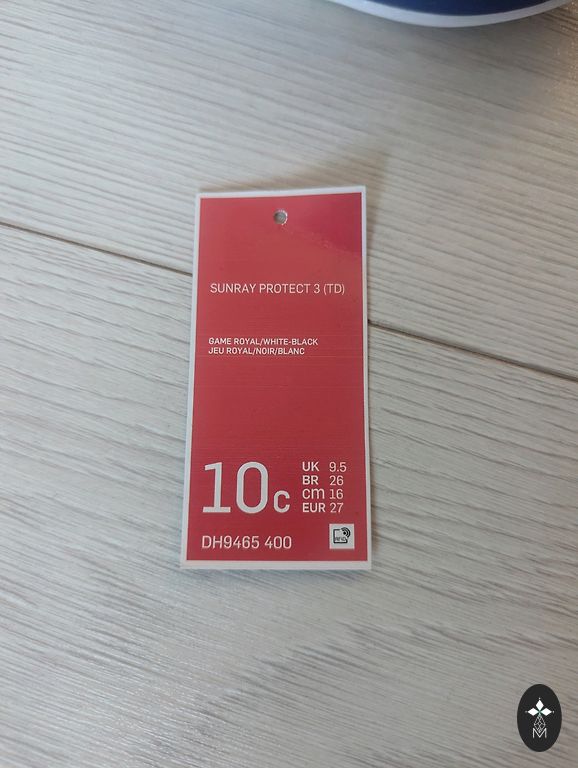 SUNRAY PROTECT 3 (TD)
GAME ROYAL/WHITE-BLACK
JEU ROYAL/NOIR/BLANC
10c
UK 9.5
BR 26
cm 16
EUR 27
DH9465 400
RFID
M